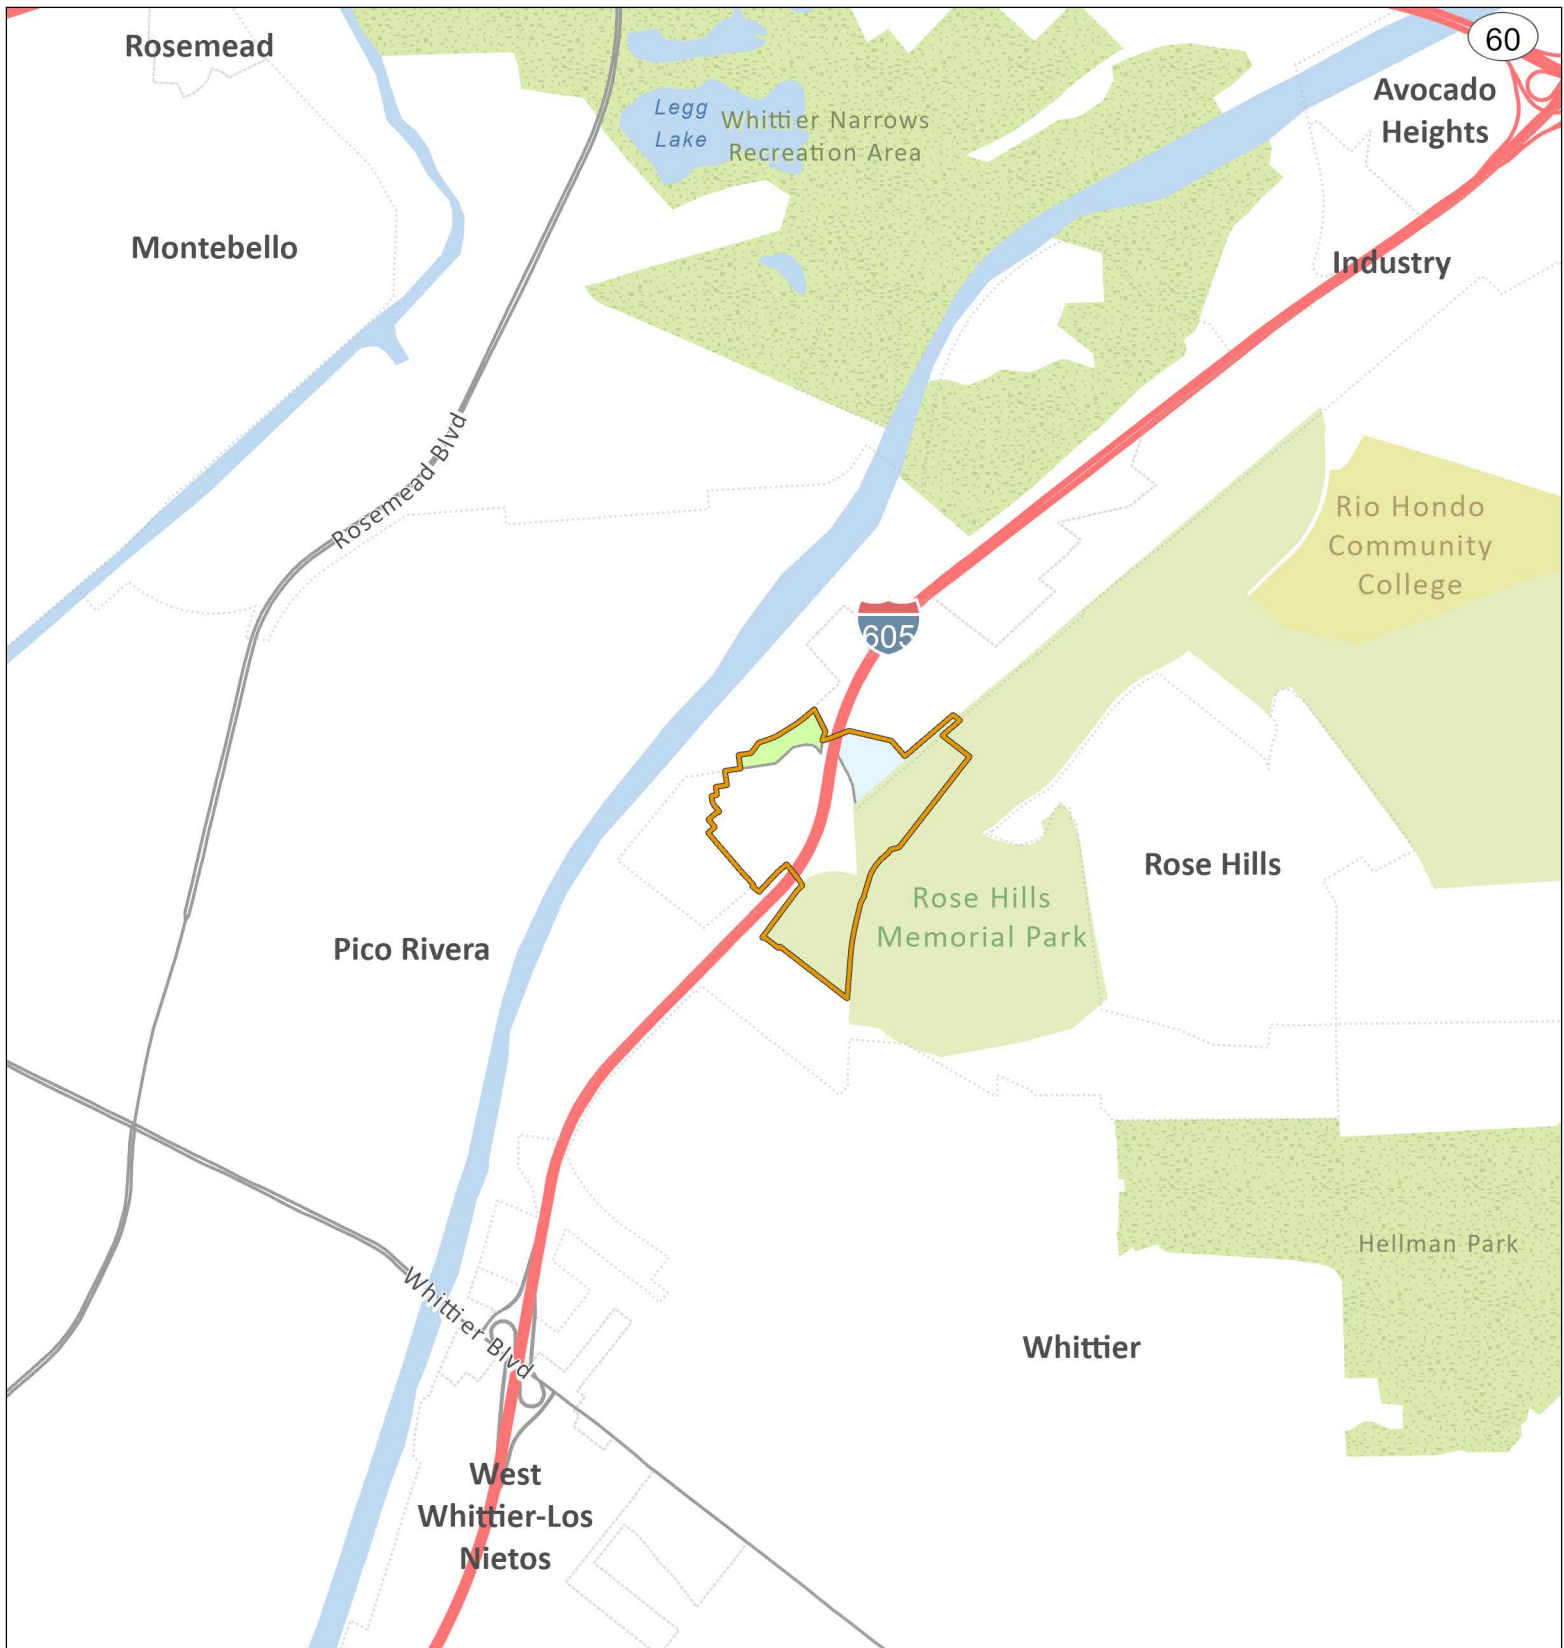 Rosemead
60
Avocado
Heights
Legg
Lake
Whittier Narrows
Recreation Area
Montebello
Industry
Rosemead Blvd
Rio Hondo
Community
College
605
Rose Hills
Rose Hills
Memorial Park
Pico Rivera
Hellman Park
Whittier Blvd
Whittier
West
Whittier-Los
Nietos